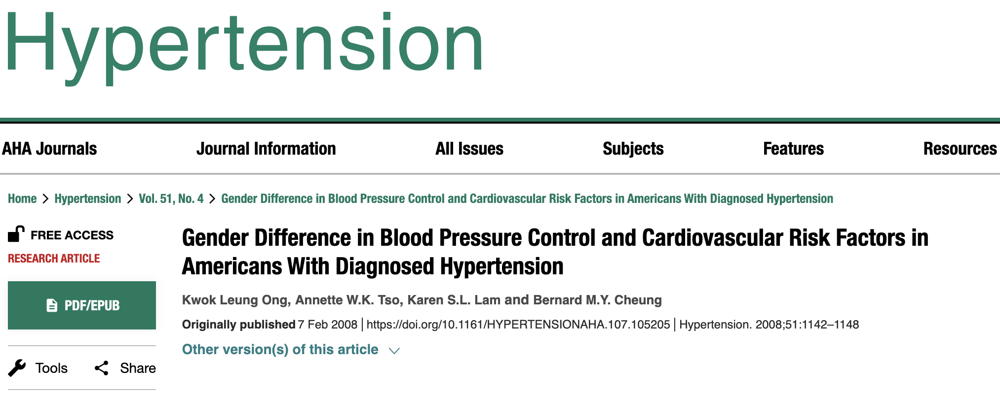 Hypertension
AHA Journals Journal Information All Issues Subjects Features Resources
Home > Hypertension > Vol. 51, No. 4 > Gender Difference in Blood Pressure Control and Cardiovascular Risk Factors in Americans With Diagnosed Hypertension
FREE ACCESS
RESEARCH ARTICLE
PDF/EPUB
Tools Share
Gender Difference in Blood Pressure Control and Cardiovascular Risk Factors in
Americans With Diagnosed Hypertension
Kwok Leung Ong, Annette W.K. Tso, Karen S.L. Lam and Bernard M.Y. Cheung
Originally published 7 Feb 2008 | https://doi.org/10.1161/HYPERTENSIONAHA.107.105205 | Hypertension. 2008;51:1142–1148
Other version(s) of this article